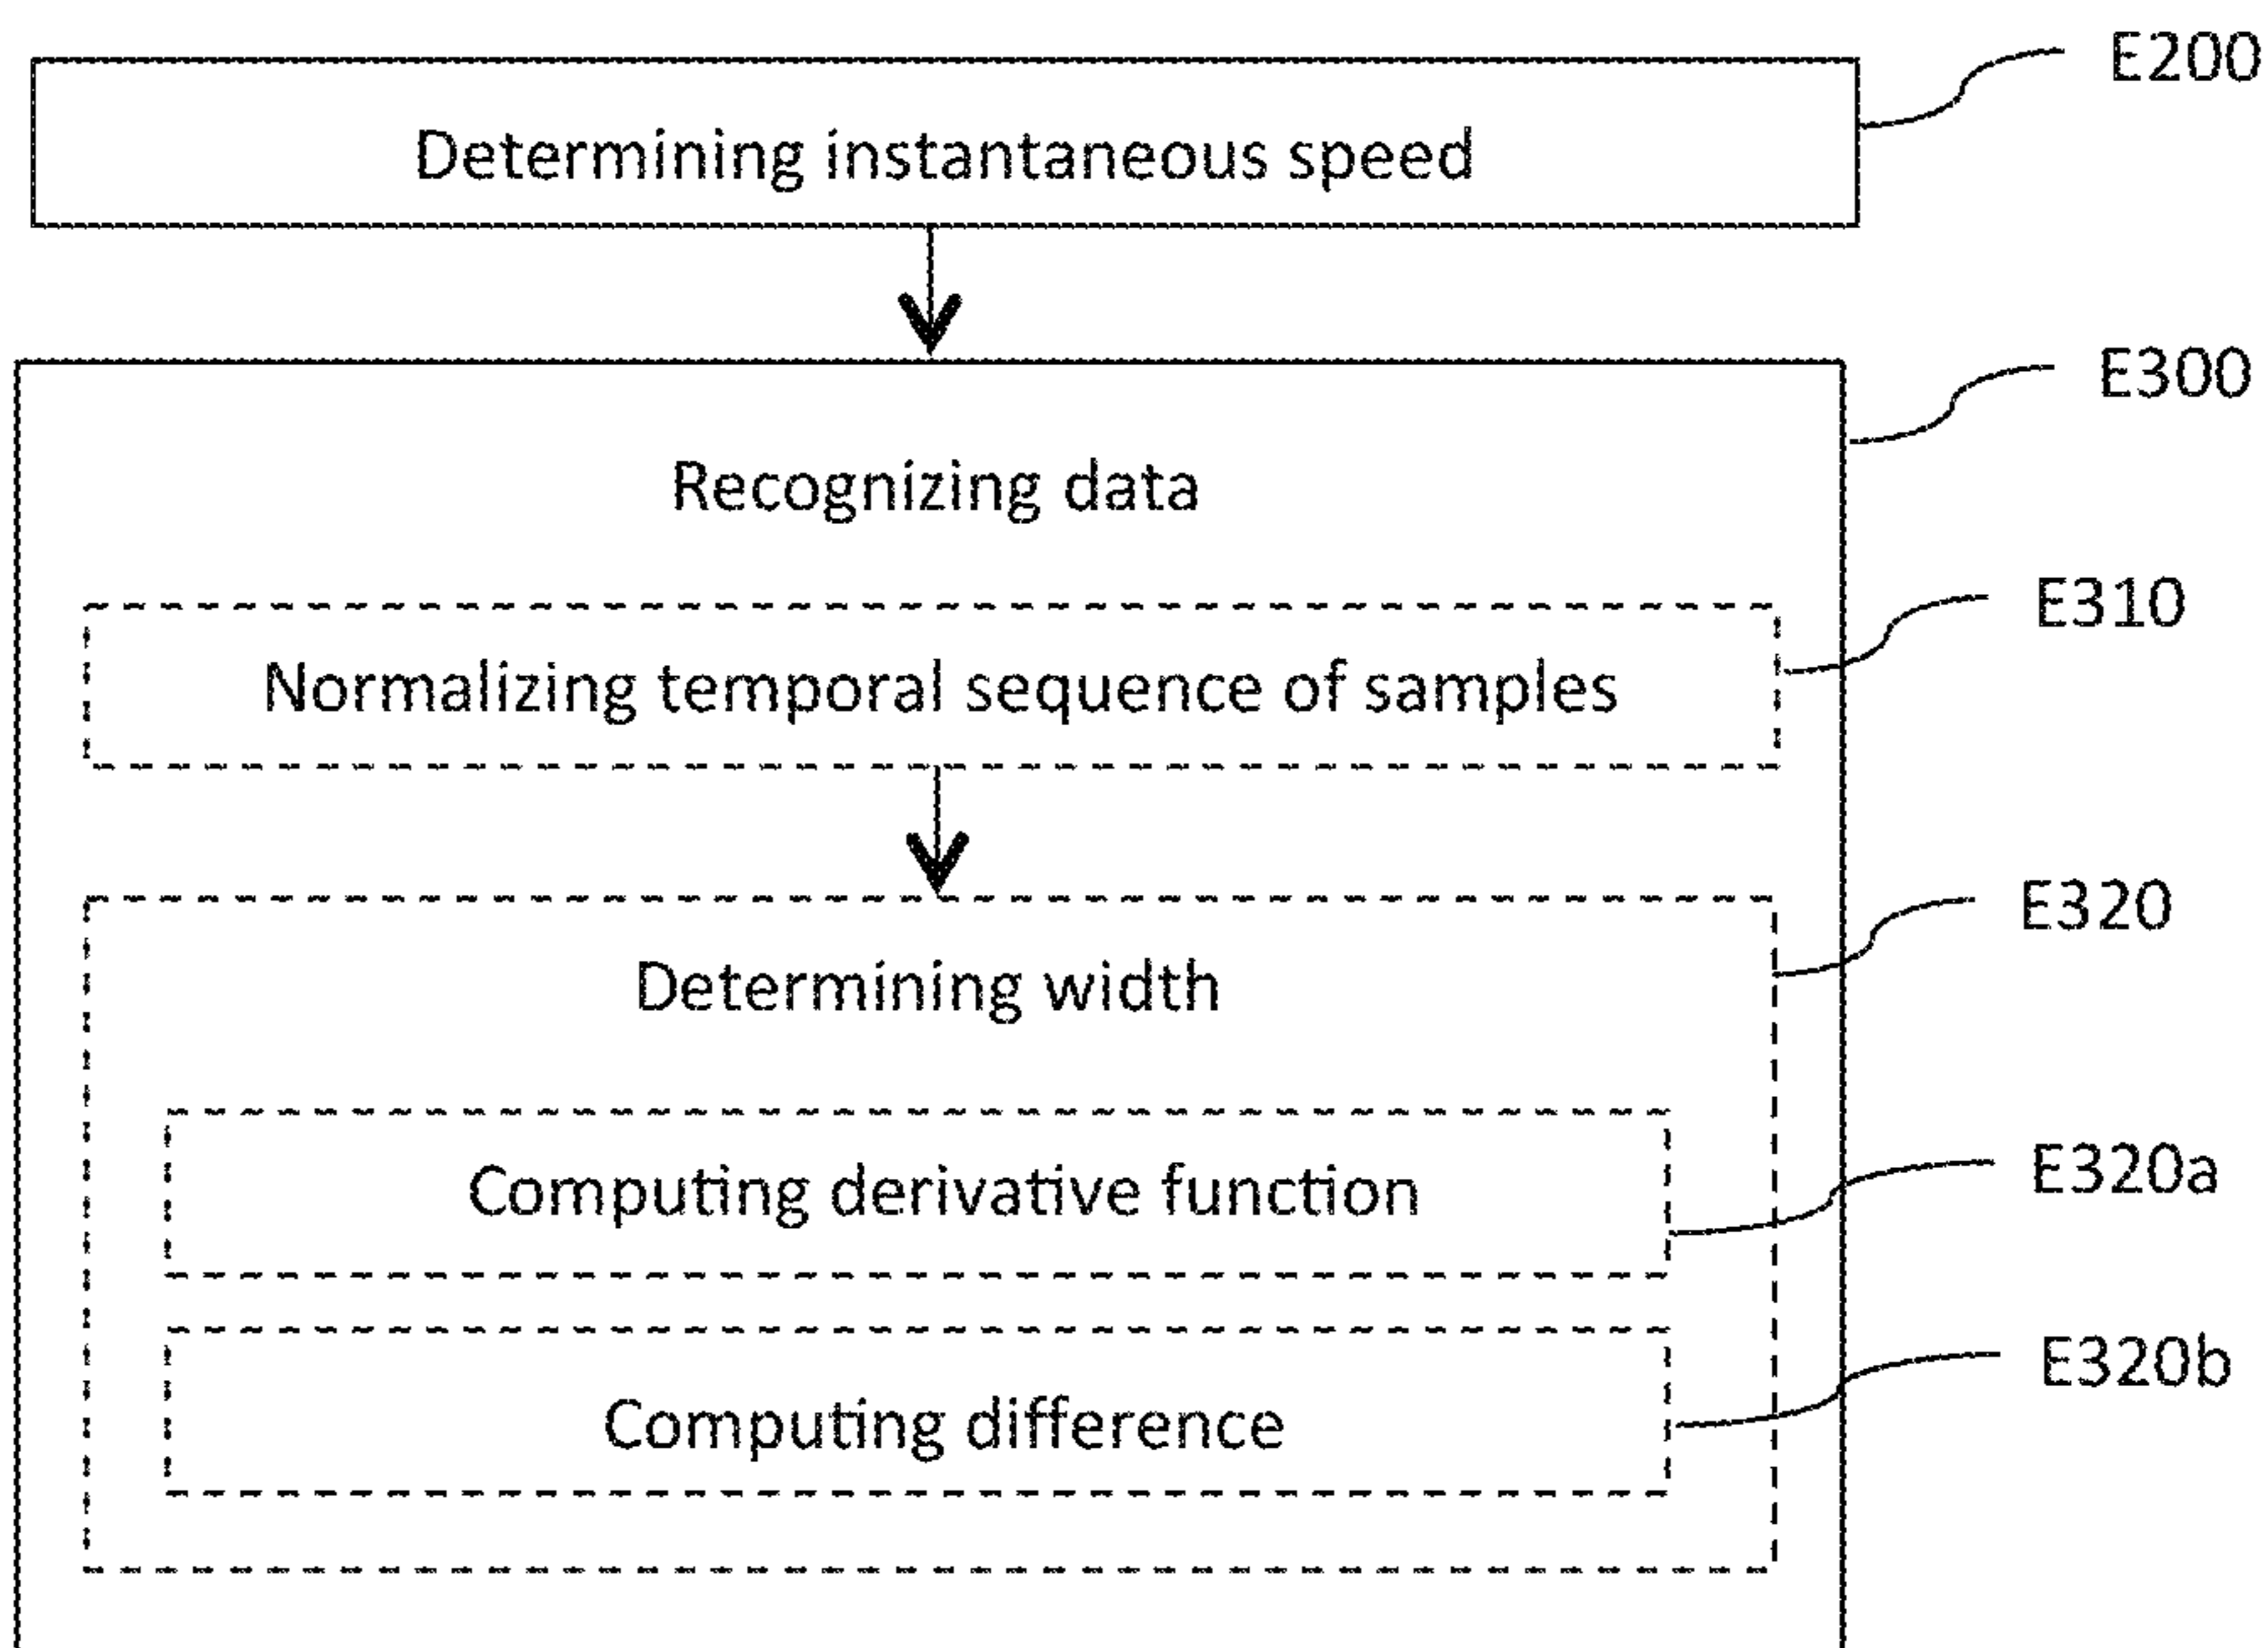 E200
Determining instantaneous speed
E300
Recognizing data
E310
Normalizing temporal sequence of samples
E320
Determining width
E320a
Computing derivative function
E320b
Computing difference